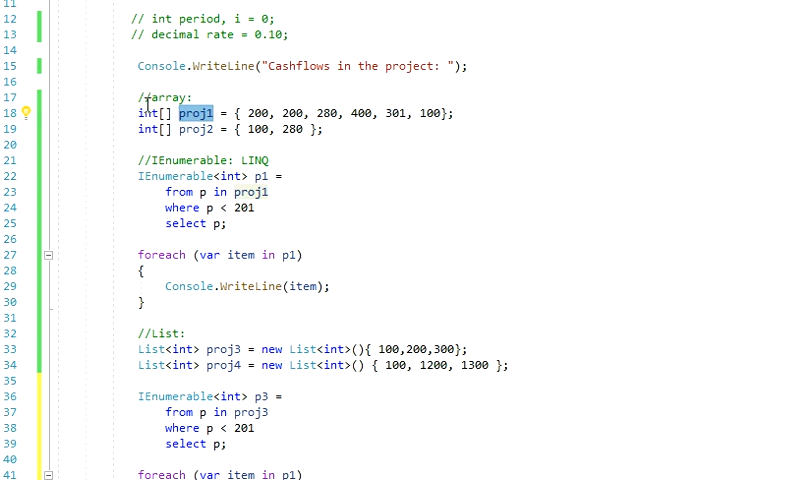 11
12 // int period, i = 0;
13 // decimal rate = 0.10;
14
15 Console.WriteLine("Cashflows in the project: ");
16
17 //array:
18 int[] proj1 = { 200, 200, 280, 400, 301, 100};
19 int[] proj2 = { 100, 280 };
20
21 //IEnumerable: LINQ
22 IEnumerable<int> p1 =
23 from p in proj1
24 where p < 201
25 select p;
26
27 foreach (var item in p1)
28 {
29 Console.WriteLine(item);
30 }
31
32 //List:
33 List<int> proj3 = new List<int>(){ 100,200,300};
34 List<int> proj4 = new List<int>() { 100, 1200, 1300 };
35
36 IEnumerable<int> p3 =
37 from p in proj3
38 where p < 201
39 select p;
40
41 foreach (var item in p1)